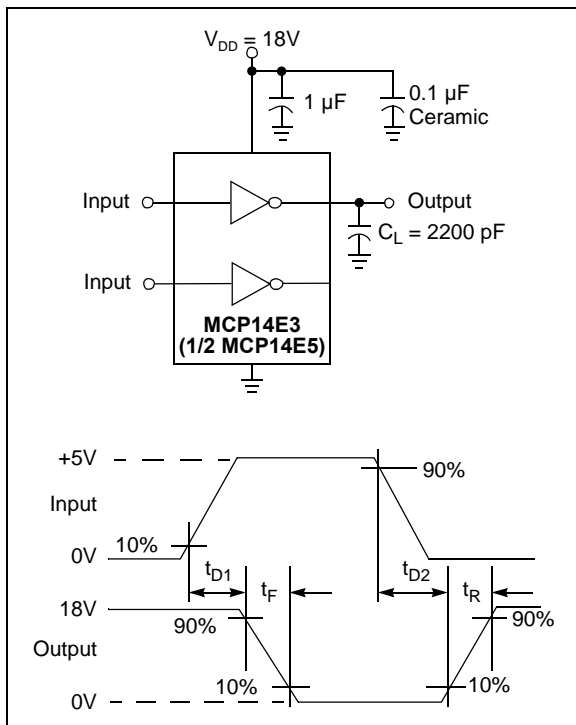 V_DD = 18V
1 µF
0.1 µF
Ceramic
Input
Output
C_L = 2200 pF
Input
MCP14E3
(1/2 MCP14E5)
+5V
90%
Input
10%
0V
t_D1
t_F
t_D2
t_R
18V
90%
90%
Output
10%
10%
0V